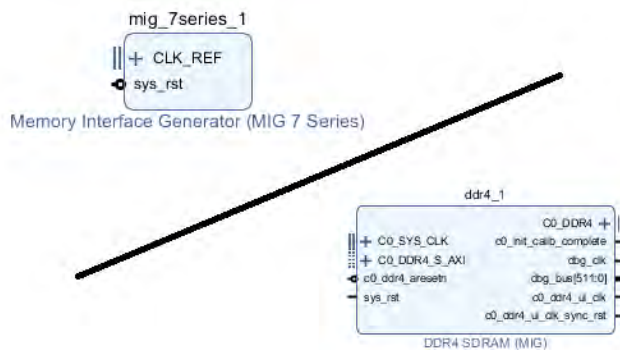 mig_7series_1
CLK_REF
sys_rst
Memory Interface Generator (MIG 7 Series)
ddr4_1
C0_SYS_CLK
C0_DDR4_S_AXI
c0_ddr4_aresetn
sys_rst
C0_DDR4
c0_init_calib_complete
dbg_clk
dbg_bus[511:0]
c0_ddr4_ui_clk
c0_ddr4_ui_clk_sync_rst
DDR4 SDRAM (MIG)